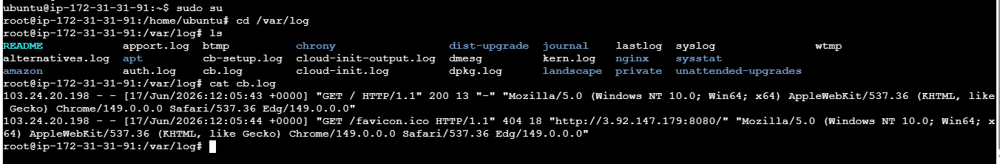 ubuntu@ip-172-31-31-91:~$ sudo su
root@ip-172-31-31-91:/home/ubuntu# cd /var/log
root@ip-172-31-31-91:/var/log# ls
README            apport.log  btmp          chrony                 dist-upgrade  journal    lastlog  syslog               wtmp
alternatives.log  apt         cb-setup.log  cloud-init-output.log  dmesg         kern.log   nginx    sysstat
amazon            auth.log    cb.log        cloud-init.log         dpkg.log      landscape  private  unattended-upgrades
root@ip-172-31-31-91:/var/log# cat cb.log
103.24.20.198 - - [17/Jun/2026:12:05:43 +0000] "GET / HTTP/1.1" 200 13 "-" "Mozilla/5.0 (Windows NT 10.0; Win64; x64) AppleWebKit/537.36 (KHTML, like
 Gecko) Chrome/149.0.0.0 Safari/537.36 Edg/149.0.0.0"
103.24.20.198 - - [17/Jun/2026:12:05:44 +0000] "GET /favicon.ico HTTP/1.1" 404 18 "http://3.92.147.179:8080/" "Mozilla/5.0 (Windows NT 10.0; Win64; x
64) AppleWebKit/537.36 (KHTML, like Gecko) Chrome/149.0.0.0 Safari/537.36 Edg/149.0.0.0"
root@ip-172-31-31-91:/var/log#